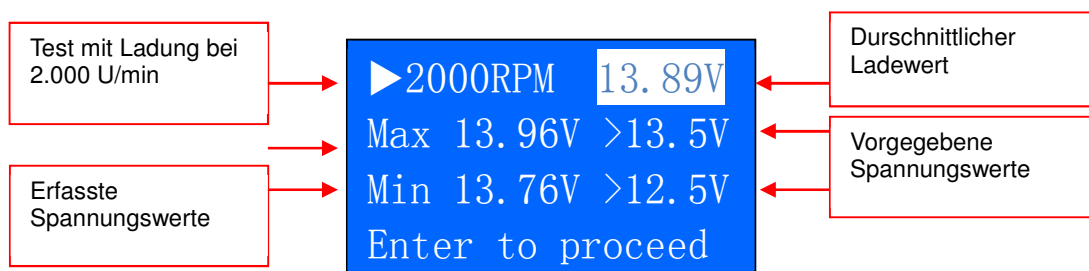 Test mit Ladung bei
2.000 U/min
Erfasste
Spannungswerte
▶2000RPM 13.89V
Max 13.96V >13.5V
Min 13.76V >12.5V
Enter to proceed
Durschnittlicher
Ladewert
Vorgegebene
Spannungswerte